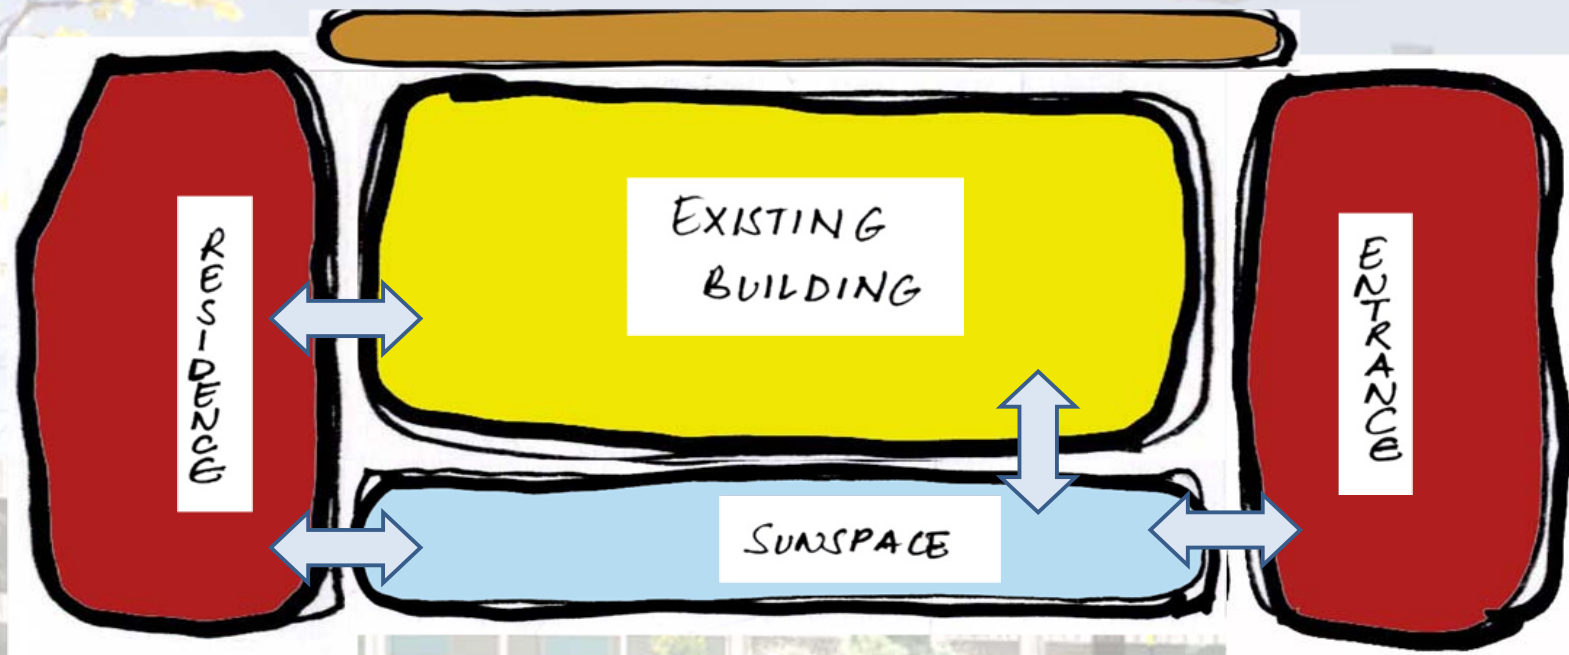 RESIDENCE
EXISTING
BUILDING
SUNSPACE
ENTRANCE